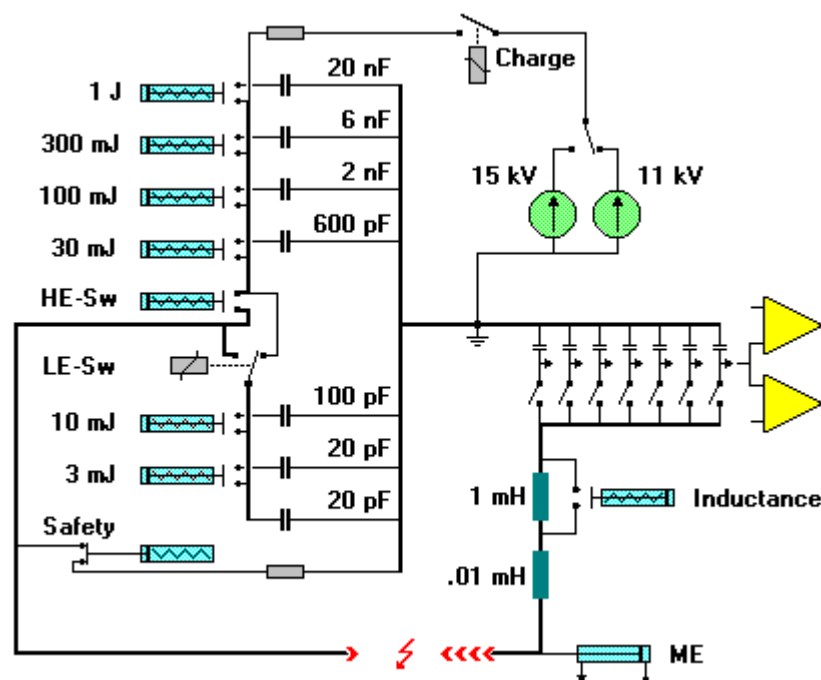 Charge
20 nF
1 J
6 nF
300 mJ
2 nF
15 kV
11 kV
100 mJ
600 pF
30 mJ
HE-Sw
LE-Sw
100 pF
10 mJ
20 pF
3 mJ
1 mH
Inductance
20 pF
Safety
.01 mH
ME